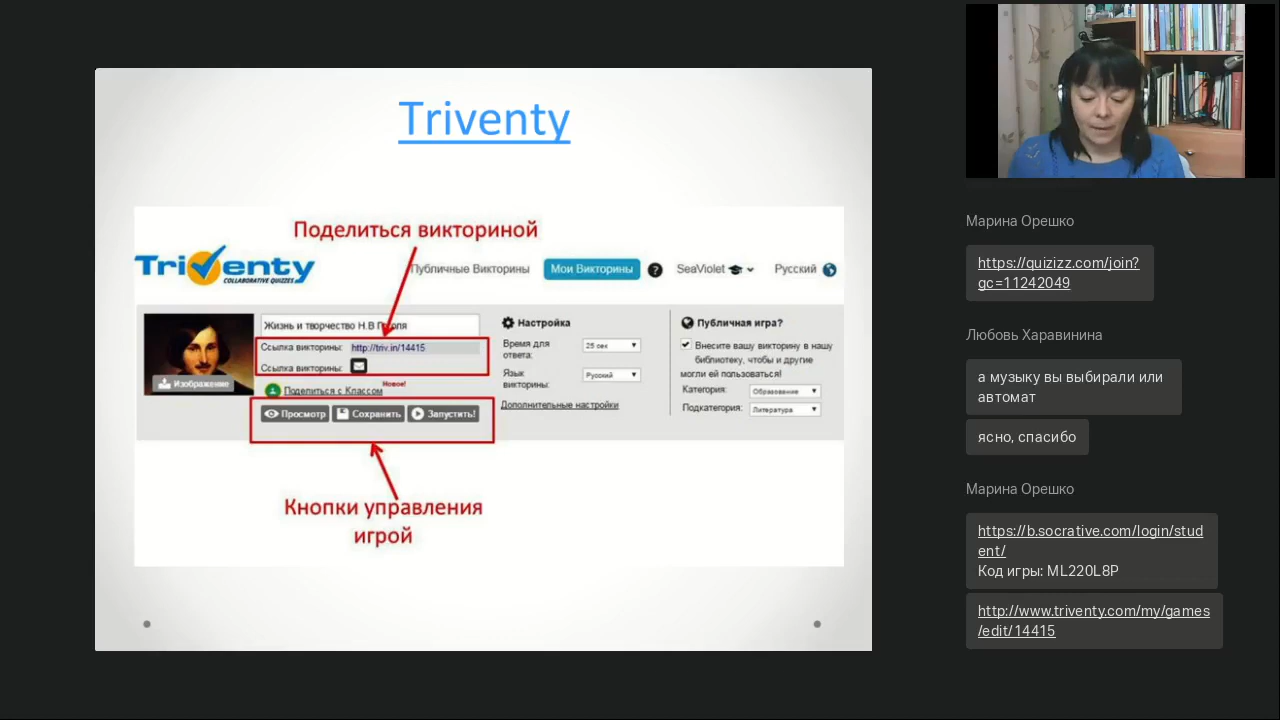 Triventy
Поделиться викториной
Triventy
COLLABORATIVE QUIZZES
Публичные Викторины
Мои Викторины
?
SeaViolet
Русский
Жизнь и творчество Н.В Гоголя
Ссылка викторины: http://triv.in/14415
Ссылка викторины:
Новое!
Поделиться с Классом
Изображение
Просмотр
Сохранить
Запустить!
Настройка
Время для
ответа:
25 сек
Язык
викторины:
Русский
Дополнительные настройки
Публичная игра?
Внесите вашу викторину в нашу
библиотеку, чтобы и другие
могли ей пользоваться!
Категория: Образование
Подкатегория: Литература
Кнопки управления
игрой
Марина Орешко
https://quizizz.com/join?
gc=11242049
Любовь Харавинина
а музыку вы выбирали или
автомат
ясно, спасибо
Марина Орешко
https://b.socrative.com/login/stud
ent/
Код игры: ML220L8P
http://www.triventy.com/my/games
/edit/14415